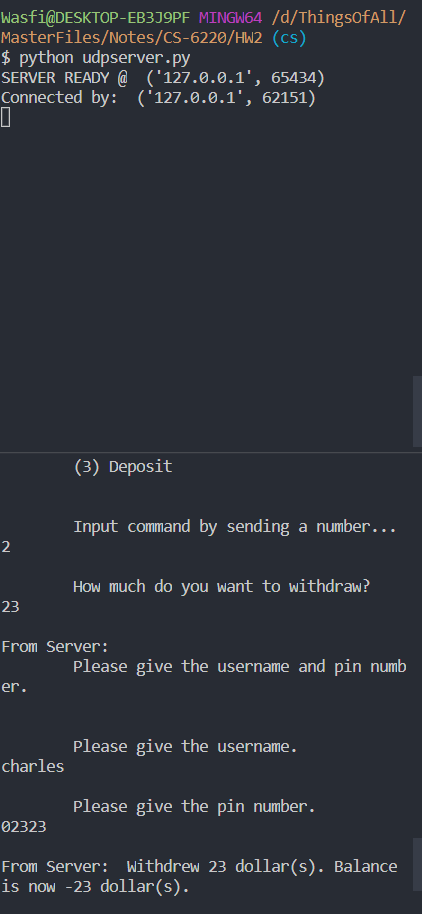 Wasfi@DESKTOP-EB3J9PF MINGW64 /d/ThingsOfAll/
MasterFiles/Notes/CS-6220/HW2 (cs)
$ python udpserver.py
SERVER READY @  ('127.0.0.1', 65434)
Connected by:  ('127.0.0.1', 62151)
(3) Deposit
Input command by sending a number...
2
How much do you want to withdraw?
23
From Server:
Please give the username and pin numb
er.
Please give the username.
charles
Please give the pin number.
02323
From Server:  Withdrew 23 dollar(s). Balance
is now -23 dollar(s).